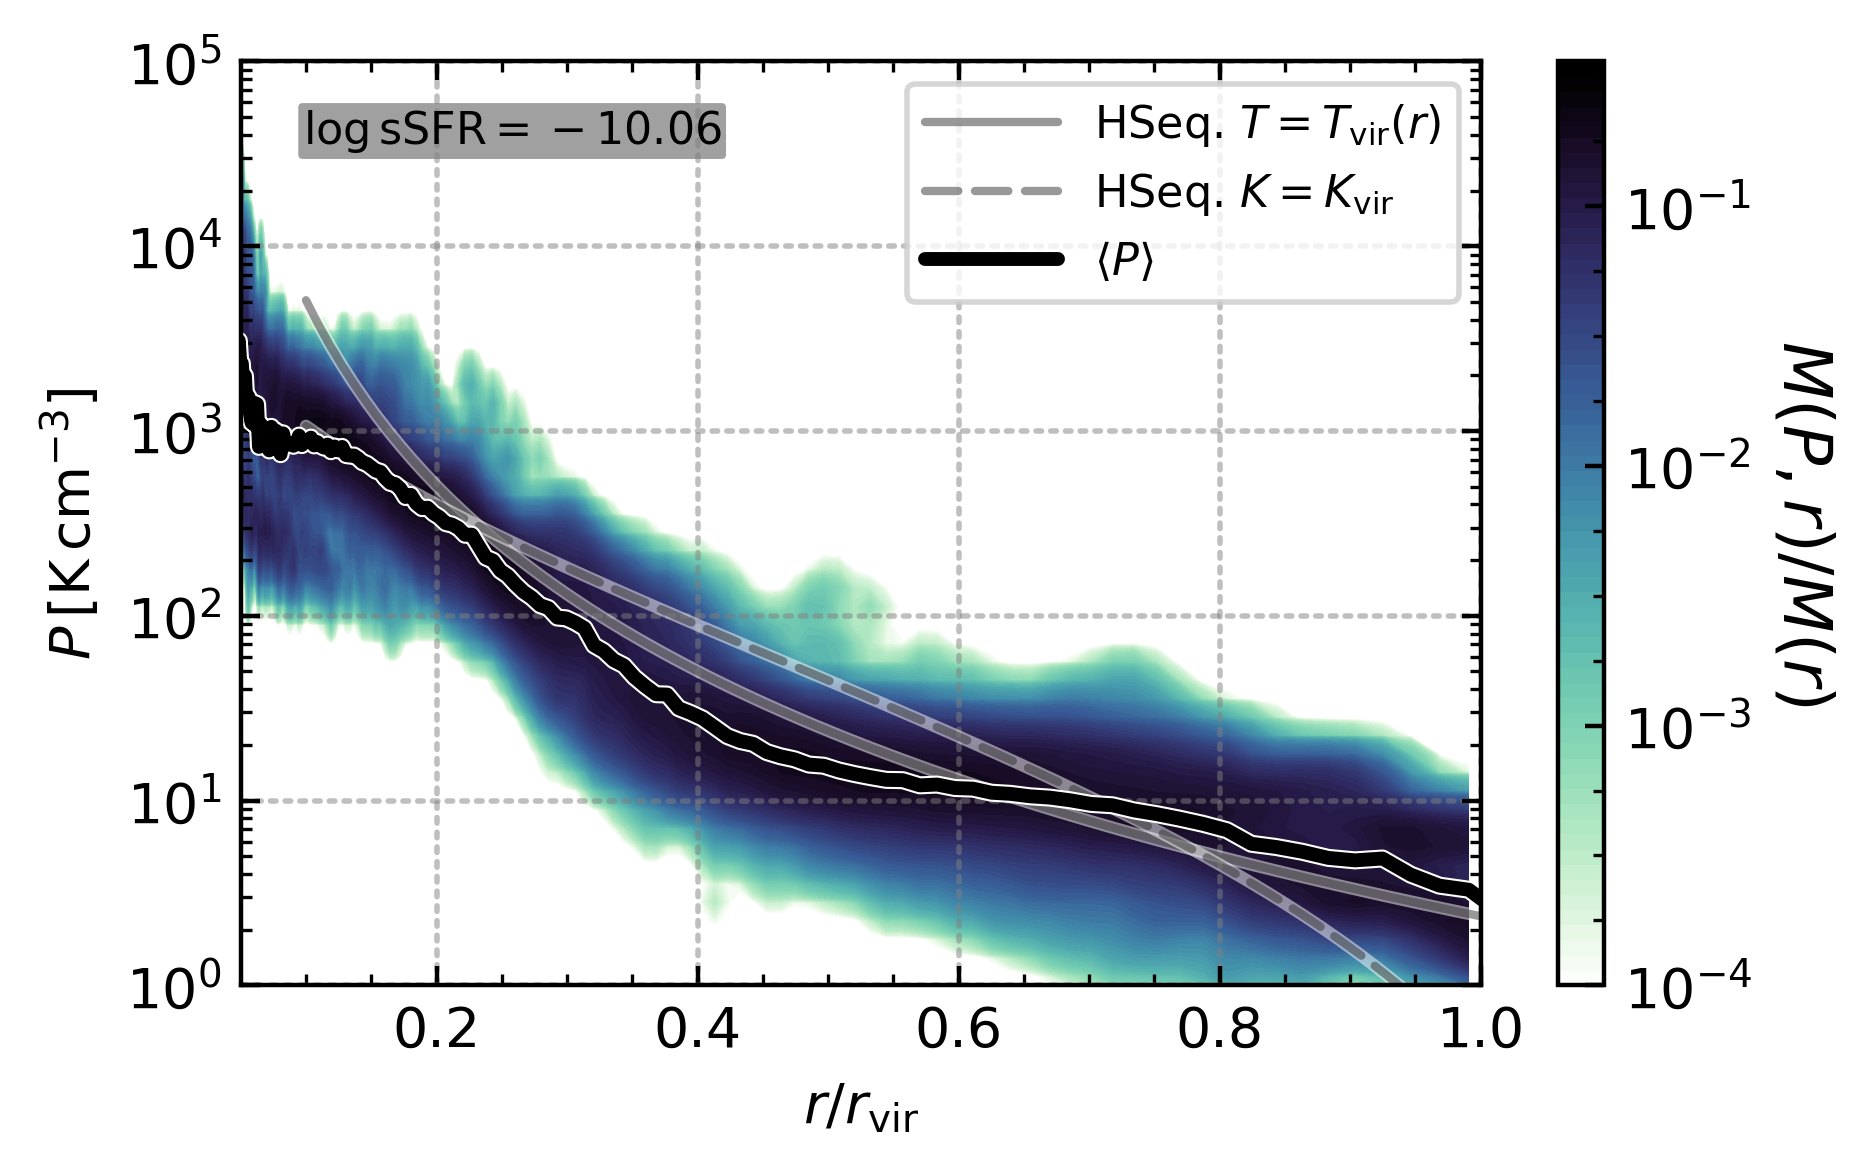 log sSFR = −10.06
HSeq. T = T_vir(r)
HSeq. K = K_vir
⟨P⟩
10^5
10^4
10^3
10^2
10^1
10^0
P [K cm^−3]
0.2 0.4 0.6 0.8 1.0
r/r_vir
10^−1
10^−2
10^−3
10^−4
M(P, r)/M(r)